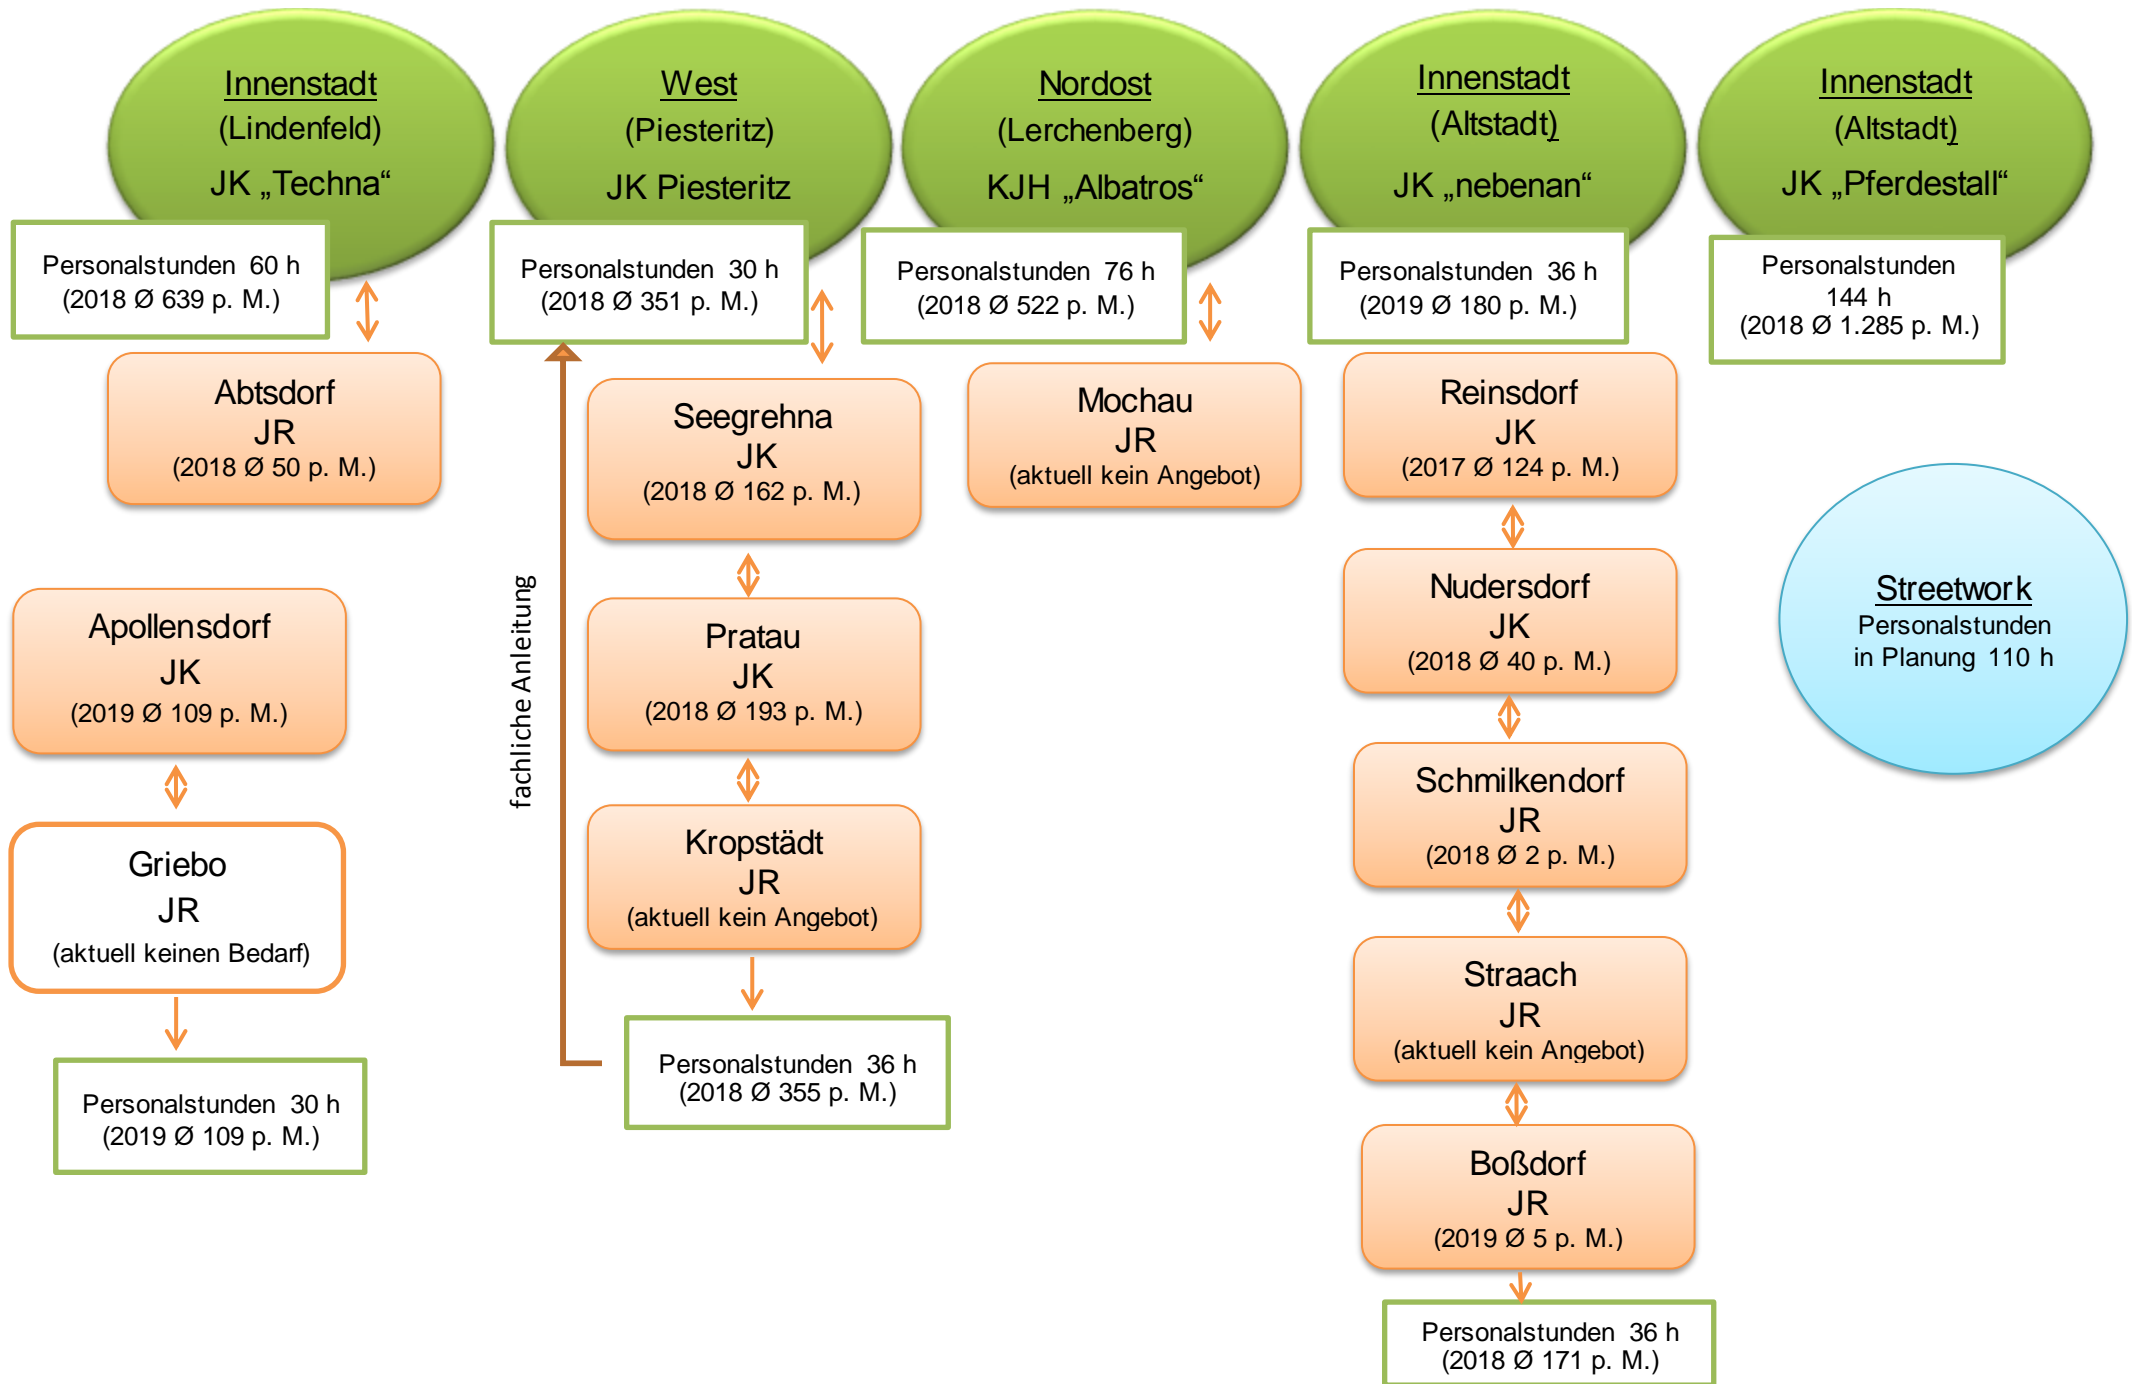 Innenstadt
(Lindenfeld)
JK „Techna“
Personalstunden 60 h
(2018 Ø 639 p. M.)
Abtsdorf
JR
(2018 Ø 50 p. M.)
Apollensdorf
JK
(2019 Ø 109 p. M.)
Griebo
JR
(aktuell keinen Bedarf)
Personalstunden 30 h
(2019 Ø 109 p. M.)
West
(Piesteritz)
JK Piesteritz
Personalstunden 30 h
(2018 Ø 351 p. M.)
fachliche Anleitung
Seegrehna
JK
(2018 Ø 162 p. M.)
Pratau
JK
(2018 Ø 193 p. M.)
Kropstädt
JR
(aktuell kein Angebot)
Personalstunden 36 h
(2018 Ø 355 p. M.)
Nordost
(Lerchenberg)
KJH „Albatros“
Personalstunden 76 h
(2018 Ø 522 p. M.)
Mochau
JR
(aktuell kein Angebot)
Innenstadt
(Altstadt)
JK „nebenan“
Personalstunden 36 h
(2019 Ø 180 p. M.)
Reinsdorf
JK
(2017 Ø 124 p. M.)
Nudersdorf
JK
(2018 Ø 40 p. M.)
Schmilkendorf
JR
(2018 Ø 2 p. M.)
Straach
JR
(aktuell kein Angebot)
Boßdorf
JR
(2019 Ø 5 p. M.)
Personalstunden 36 h
(2018 Ø 171 p. M.)
Innenstadt
(Altstadt)
JK „Pferdestall“
Personalstunden
144 h
(2018 Ø 1.285 p. M.)
Streetwork
Personalstunden
in Planung 110 h